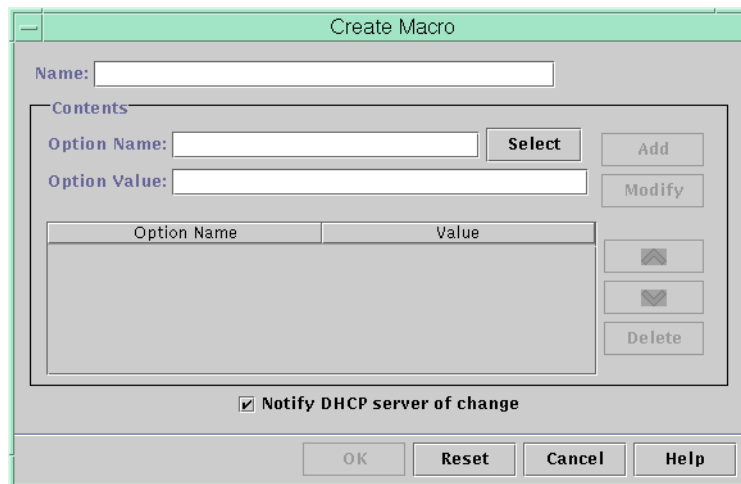 Create Macro
Name:
Contents
Option Name: Select Add
Option Value: Modify
Option Name Value
Delete
Notify DHCP server of change
OK Reset Cancel Help